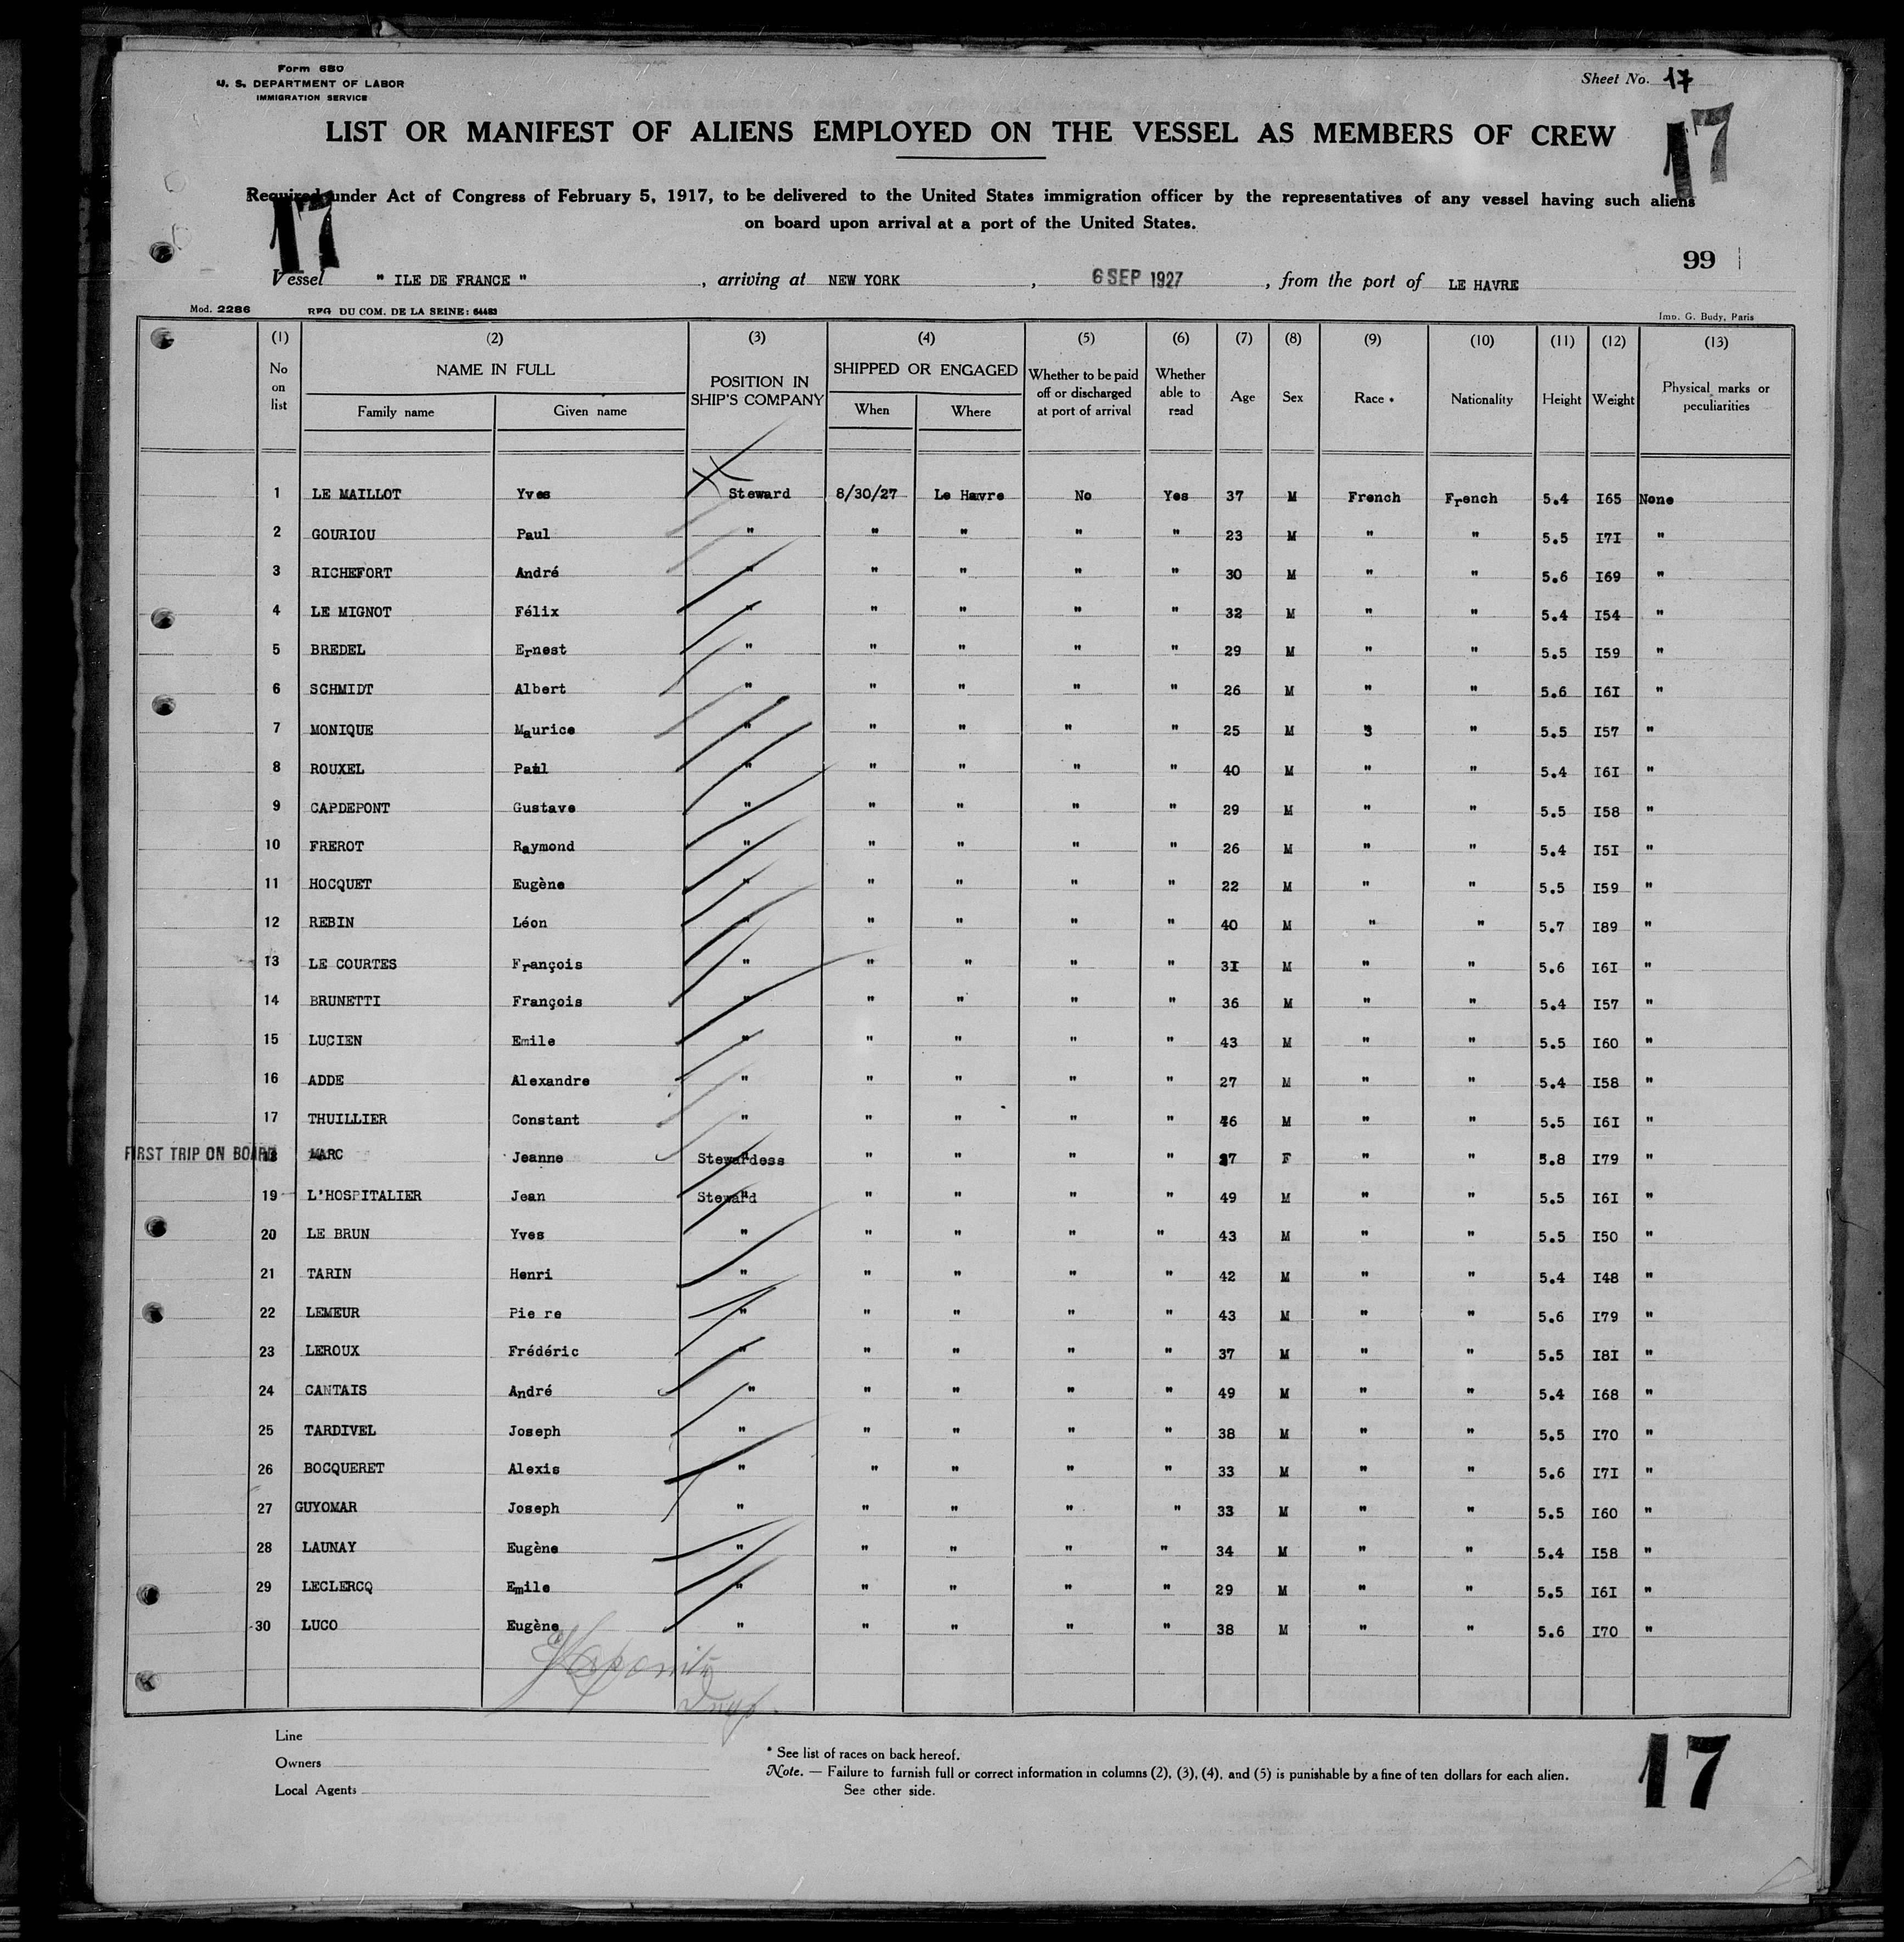 Form 680
U. S. DEPARTMENT OF LABOR
IMMIGRATION SERVICE
Sheet No. 17
LIST OR MANIFEST OF ALIENS EMPLOYED ON THE VESSEL AS MEMBERS OF CREW
17
Required under Act of Congress of February 5, 1917, to be delivered to the United States immigration officer by the representatives of any vessel having such aliens
on board upon arrival at a port of the United States.
17
99
Vessel " ILE DE FRANCE " , arriving at NEW YORK , 6 SEP 1927 , from the port of LE HAVRE
Mod. 2286 REG DU COM. DE LA SEINE: 64483 Imp. G. Budy, Paris
(1) (2) (3) (4) (5) (6) (7) (8) (9) (10) (11) (12) (13)
No on list NAME IN FULL POSITION IN SHIP'S COMPANY SHIPPED OR ENGAGED Whether to be paid off or discharged at port of arrival Whether able to read Age Sex Race * Nationality Height Weight Physical marks or peculiarities
Family name Given name When Where
1 LE MAILLOT Yves Steward 8/30/27 Le Havre No Yes 37 M French French 5.4 I65 None
2 GOURIOU Paul " " " " " 23 M " " 5.5 I7I "
3 RICHEFORT André " " " " " 30 M " " 5.6 I69 "
4 LE MIGNOT Félix " " " " " 32 M " " 5.4 I54 "
5 BREDEL Ernest " " " " " 29 M " " 5.5 I59 "
6 SCHMIDT Albert " " " " " 26 M " " 5.6 I6I "
7 MONIQUE Maurice " " " " " 25 M 3 " 5.5 I57 "
8 ROUXEL Paul " " " " " 40 M " " 5.4 I6I "
9 CAPDEPONT Gustave " " " " " 29 M " " 5.5 I58 "
10 FREROT Raymond " " " " " 26 M " " 5.4 I5I "
11 HOCQUET Eugène " " " " " 22 M " " 5.5 I59 "
12 REBIN Léon " " " " " 40 M " " 5.7 I89 "
13 LE COURTES François " " " " " 3I M " " 5.6 I6I "
14 BRUNETTI François " " " " " 36 M " " 5.4 I57 "
15 LUCIEN Emile " " " " " 43 M " " 5.5 I60 "
16 ADDE Alexandre " " " " " 27 M " " 5.4 I58 "
17 THUILLIER Constant " " " " " 46 M " " 5.5 I6I "
FIRST TRIP ON BOARD 18 MARC Jeanne Stewardess " " " " 37 F " " 5.8 I79 "
19 L'HOSPITALIER Jean Steward " " " " 49 M " " 5.5 I6I "
20 LE BRUN Yves " " " " " 43 M " " 5.5 I50 "
21 TARIN Henri " " " " " 42 M " " 5.4 I48 "
22 LEMEUR Pie re " " " " " 43 M " " 5.6 I79 "
23 LEROUX Frédéric " " " " " 37 M " " 5.5 I8I "
24 CANTAIS André " " " " " 49 M " " 5.4 I68 "
25 TARDIVEL Joseph " " " " " 38 M " " 5.5 I70 "
26 BOCQUERET Alexis " " " " " 33 M " " 5.6 I7I "
27 GUYOMAR Joseph " " " " " 33 M " " 5.5 I60 "
28 LAUNAY Eugène " " " " " 34 M " " 5.4 I58 "
29 LECLERCQ Emile " " " " " 29 M " " 5.5 I6I "
30 LUCO Eugène " " " " " 38 M " " 5.6 I70 "
Line
Owners
Local Agents
* See list of races on back hereof.
Note. — Failure to furnish full or correct information in columns (2), (3), (4), and (5) is punishable by a fine of ten dollars for each alien.
See other side.
17